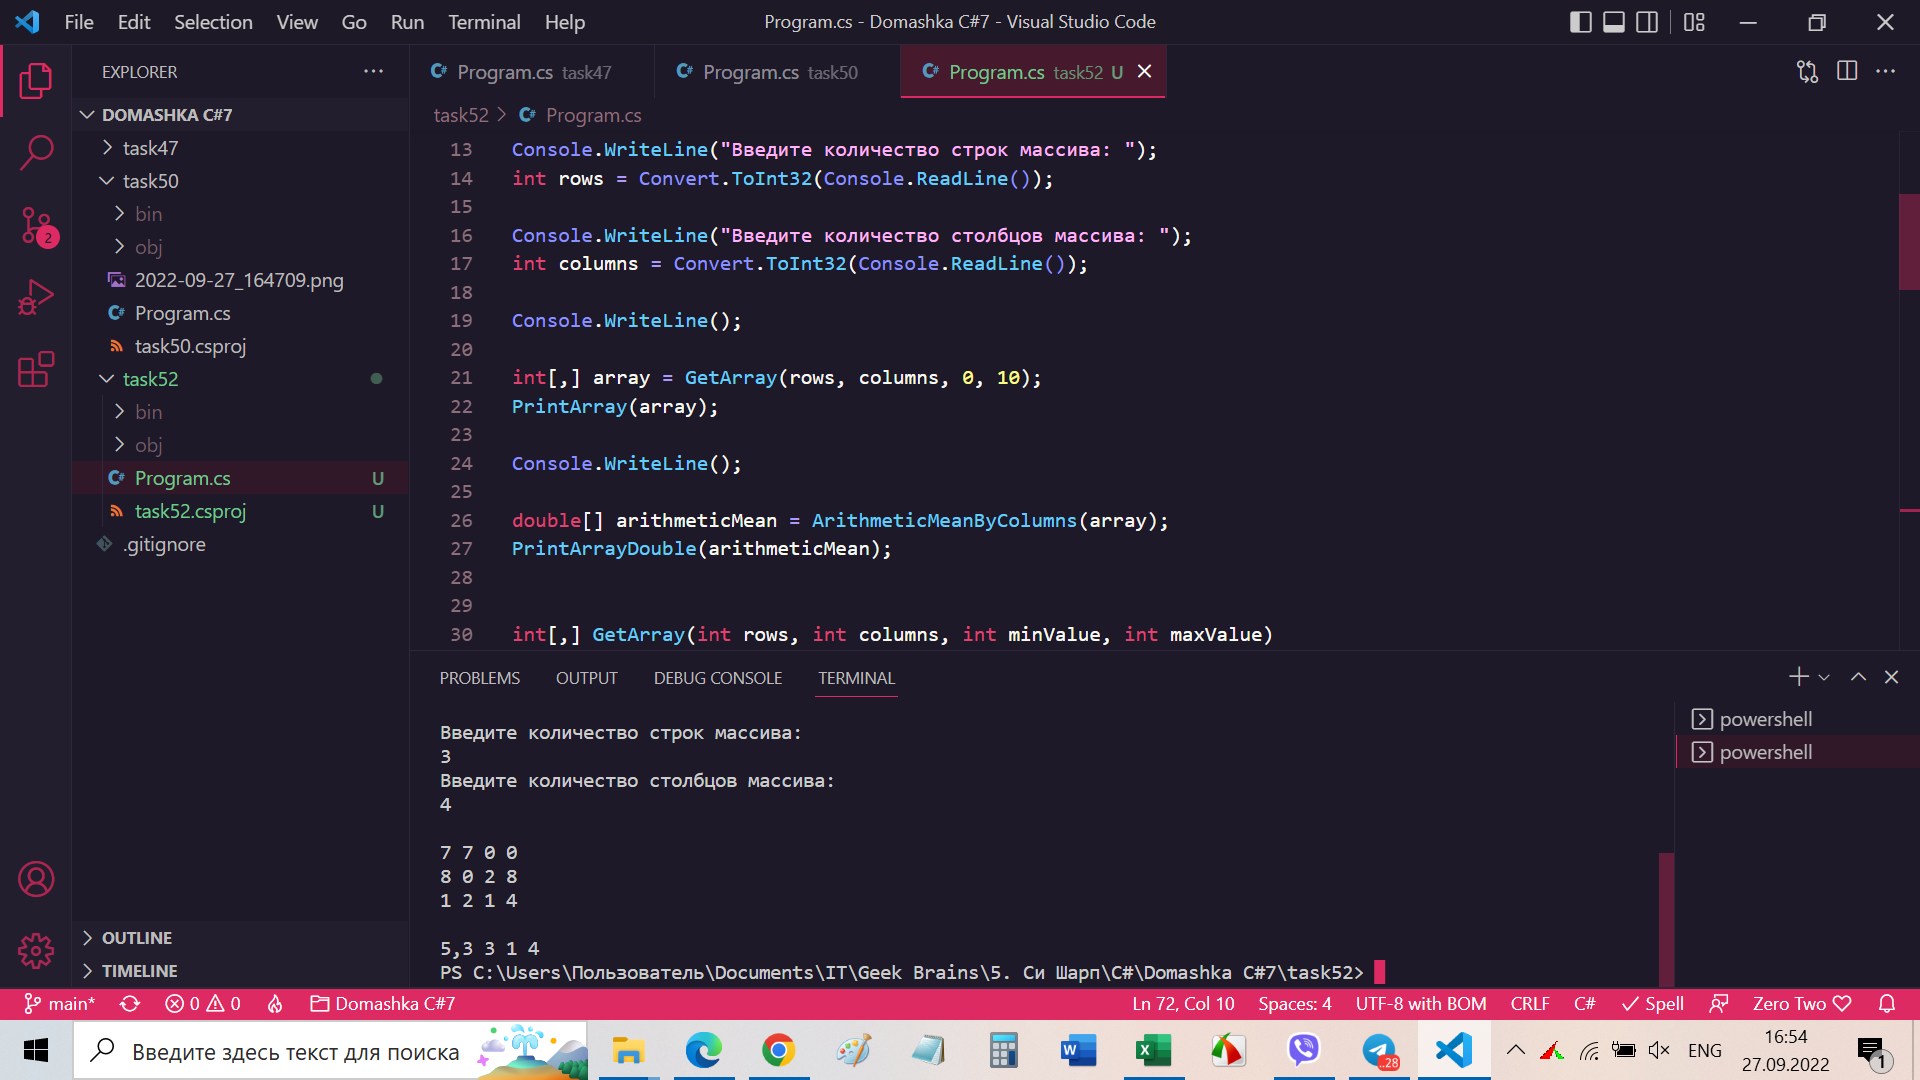 File Edit Selection View Go Run Terminal Help
Program.cs - Domashka C#7 - Visual Studio Code
EXPLORER
DOMASHKA C#7
task47
task50
bin
obj
2022-09-27_164709.png
Program.cs
task50.csproj
task52
bin
obj
Program.cs U
task52.csproj U
.gitignore
OUTLINE
TIMELINE
2
Program.cs task47
Program.cs task50
Program.cs task52 U
task52 > Program.cs
13 Console.WriteLine("Введите количество строк массива: ");
14 int rows = Convert.ToInt32(Console.ReadLine());
15
16 Console.WriteLine("Введите количество столбцов массива: ");
17 int columns = Convert.ToInt32(Console.ReadLine());
18
19 Console.WriteLine();
20
21 int[,] array = GetArray(rows, columns, 0, 10);
22 PrintArray(array);
23
24 Console.WriteLine();
25
26 double[] arithmeticMean = ArithmeticMeanByColumns(array);
27 PrintArrayDouble(arithmeticMean);
28
29
30 int[,] GetArray(int rows, int columns, int minValue, int maxValue)
PROBLEMS OUTPUT DEBUG CONSOLE TERMINAL
Введите количество строк массива:
3
Введите количество столбцов массива:
4
7 7 0 0
8 0 2 8
1 2 1 4
5,3 3 1 4
PS C:\Users\Пользователь\Documents\IT\Geek Brains\5. Си Шарп\C#\Domashka C#7\task52>
powershell
powershell
main* 0 0 Domashka C#7 Ln 72, Col 10 Spaces: 4 UTF-8 with BOM CRLF C# Spell Zero Two
Введите здесь текст для поиска
..28
ENG
16:54
27.09.2022
1